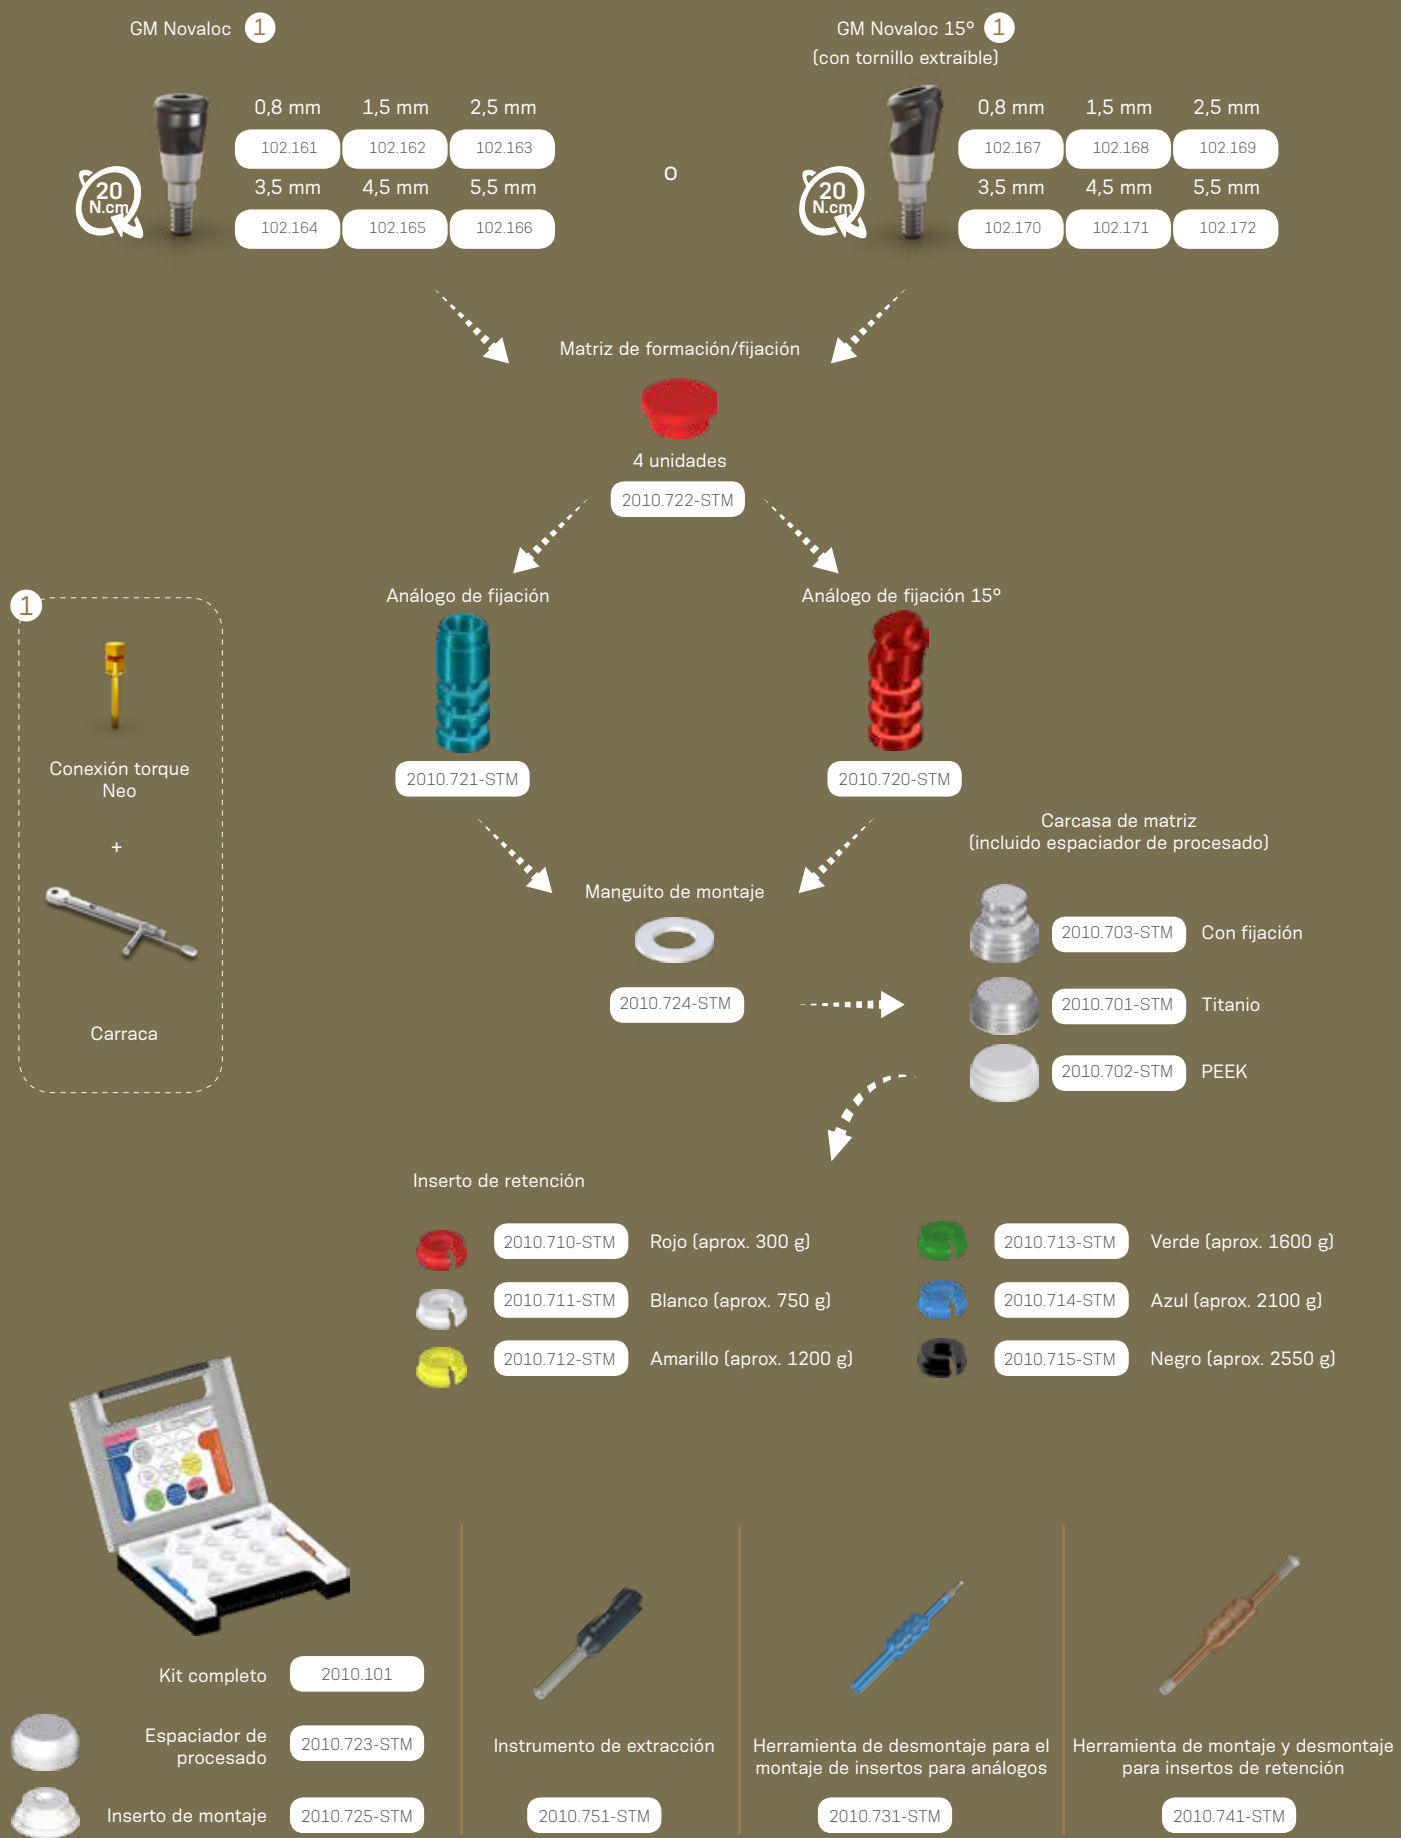 GM Novaloc 1
0,8 mm 1,5 mm 2,5 mm
102.161 102.162 102.163
20
N.cm
3,5 mm 4,5 mm 5,5 mm
102.164 102.165 102.166
O
GM Novaloc 15° 1
(con tornillo extraíble)
0,8 mm 1,5 mm 2,5 mm
102.167 102.168 102.169
20
N.cm
3,5 mm 4,5 mm 5,5 mm
102.170 102.171 102.172
Matriz de formación/fijación
4 unidades
2010.722-STM
Análogo de fijación
2010.721-STM
Análogo de fijación 15°
2010.720-STM
1
Conexión torque
Neo
+
Carraca
Manguito de montaje
2010.724-STM
Carcasa de matriz
(incluido espaciador de procesado)
2010.703-STM Con fijación
2010.701-STM Titanio
2010.702-STM PEEK
Inserto de retención
2010.710-STM Rojo (aprox. 300 g)
2010.711-STM Blanco (aprox. 750 g)
2010.712-STM Amarillo (aprox. 1200 g)
2010.713-STM Verde (aprox. 1600 g)
2010.714-STM Azul (aprox. 2100 g)
2010.715-STM Negro (aprox. 2550 g)
Kit completo 2010.101
Espaciador de
procesado 2010.723-STM
Inserto de montaje 2010.725-STM
Instrumento de extracción
2010.751-STM
Herramienta de desmontaje para el
montaje de insertos para análogos
2010.731-STM
Herramienta de montaje y desmontaje
para insertos de retención
2010.741-STM